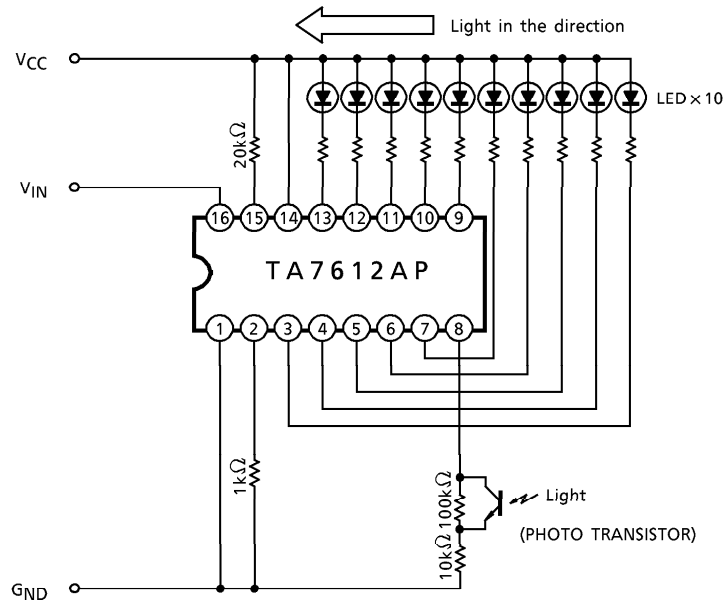 Light in the direction
VCC
LED × 10
20kΩ
VIN
16 15 14 13 12 11 10 9
TA7612AP
1 2 3 4 5 6 7 8
1kΩ
100kΩ
Light
(PHOTO TRANSISTOR)
10kΩ
GND